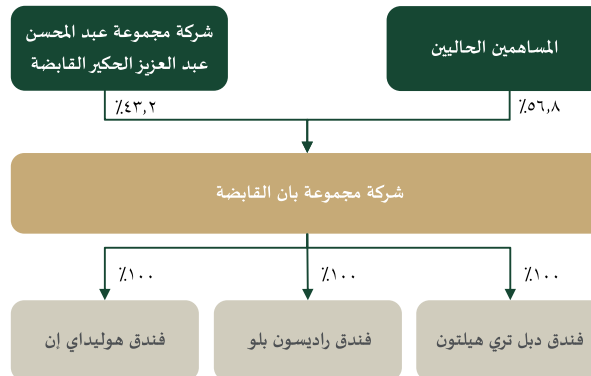 المساهمين الحاليين
شركة مجموعة عبد المحسن
عبد العزيز الحكير القابضة
٪٥٦,٨
٪٤٣,٢
شركة مجموعة بان القابضة
٪١٠٠
٪١٠٠
٪١٠٠
فندق دبل تري هيلتون
فندق راديسون بلو
فندق هوليداي إن